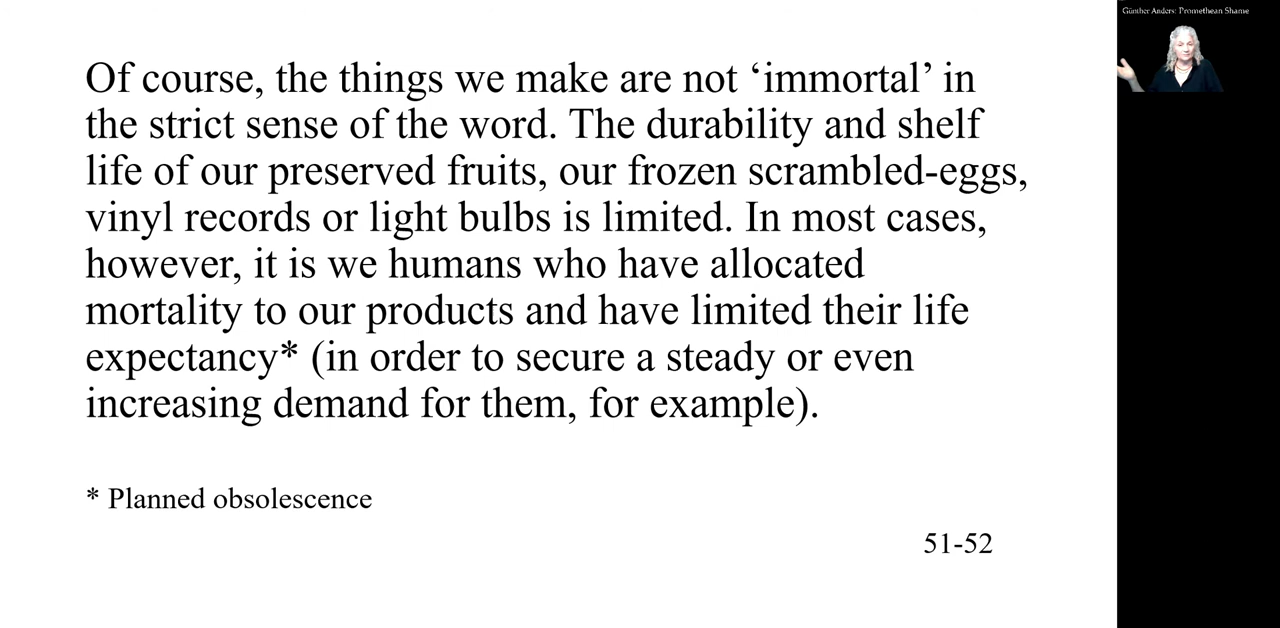 Günther Anders: Promethean Shame
Of course, the things we make are not ‘immortal’ in
the strict sense of the word. The durability and shelf
life of our preserved fruits, our frozen scrambled-eggs,
vinyl records or light bulbs is limited. In most cases,
however, it is we humans who have allocated
mortality to our products and have limited their life
expectancy* (in order to secure a steady or even
increasing demand for them, for example).
* Planned obsolescence
51-52